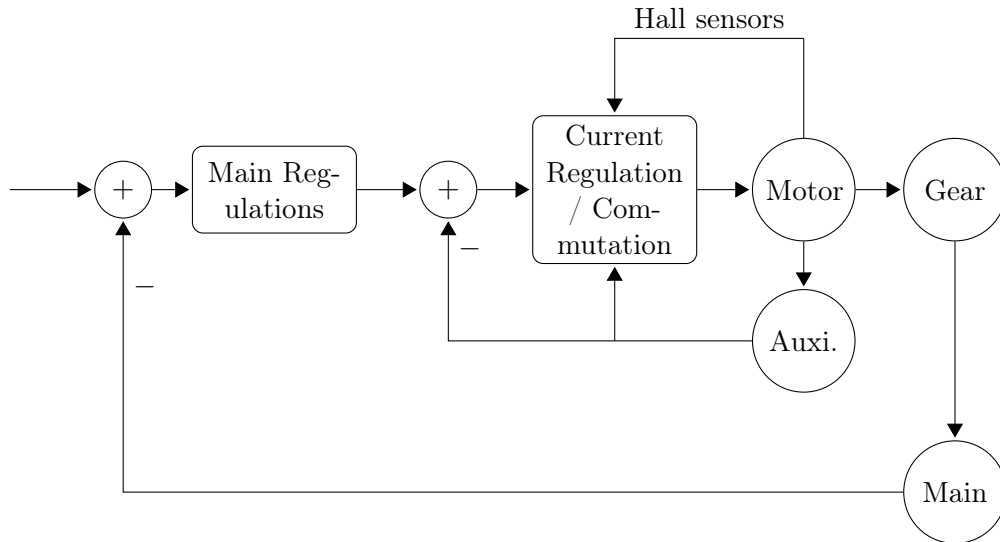 Hall sensors
Current
Regulation
/ Com-
mutation
+
Main Reg-
ulations
+
Motor
Gear
−
−
Auxi.
Main